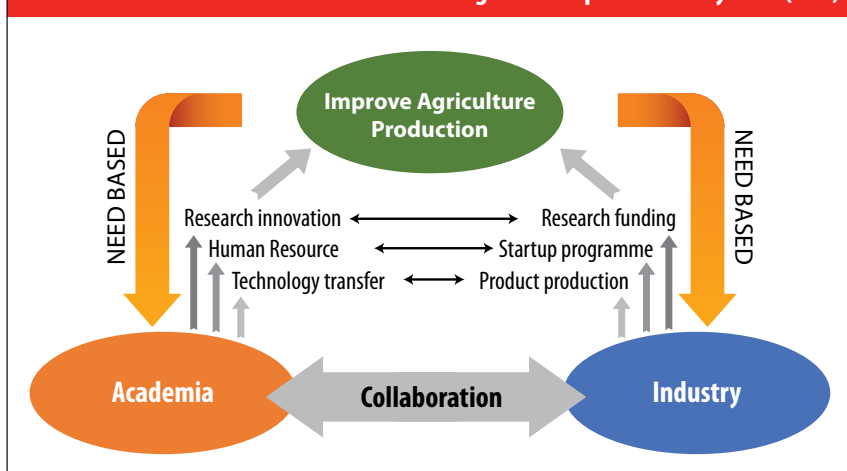 Improve Agriculture
Production
NEED BASED
NEED BASED
Research innovation Research funding
Human Resource Startup programme
Technology transfer Product production
Academia Collaboration Industry